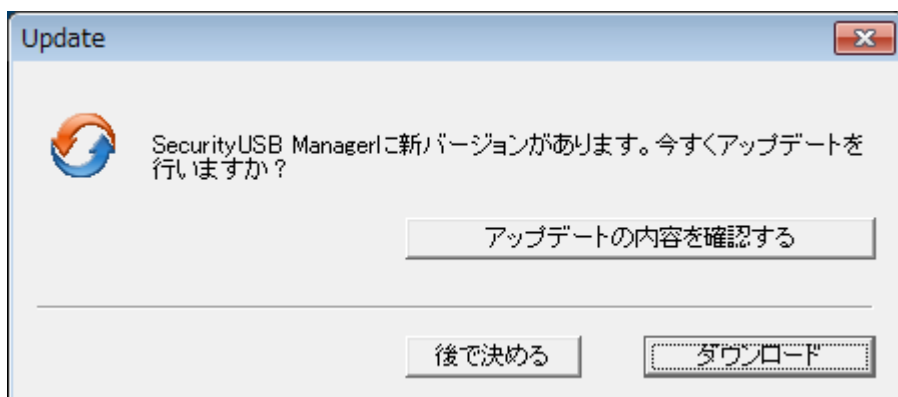 Update
SecurityUSB Managerに新バージョンがあります。今すぐアップデートを
行いますか？
アップデートの内容を確認する
後で決める
ダウンロード